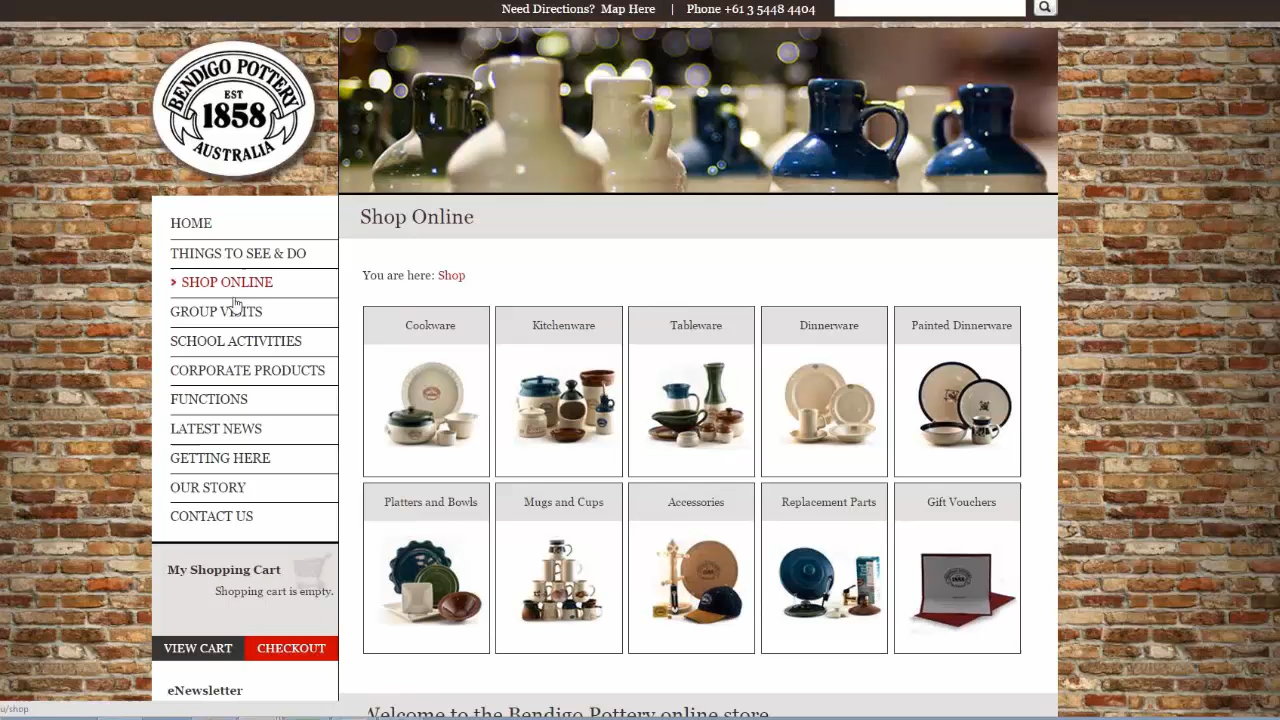 Need Directions? Map Here | Phone +61 3 5448 4404
BENDIGO POTTERY
EST
1858
AUSTRALIA
Shop Online
HOME
THINGS TO SEE & DO
SHOP ONLINE
GROUP VISITS
SCHOOL ACTIVITIES
CORPORATE PRODUCTS
FUNCTIONS
LATEST NEWS
GETTING HERE
OUR STORY
CONTACT US
My Shopping Cart
Shopping cart is empty.
VIEW CART
CHECKOUT
eNewsletter
You are here: Shop
Cookware
Kitchenware
Tableware
Dinnerware
Painted Dinnerware
Platters and Bowls
Mugs and Cups
Accessories
Replacement Parts
Gift Vouchers
1858
Welcome to the Bendigo Pottery online store
u/shop